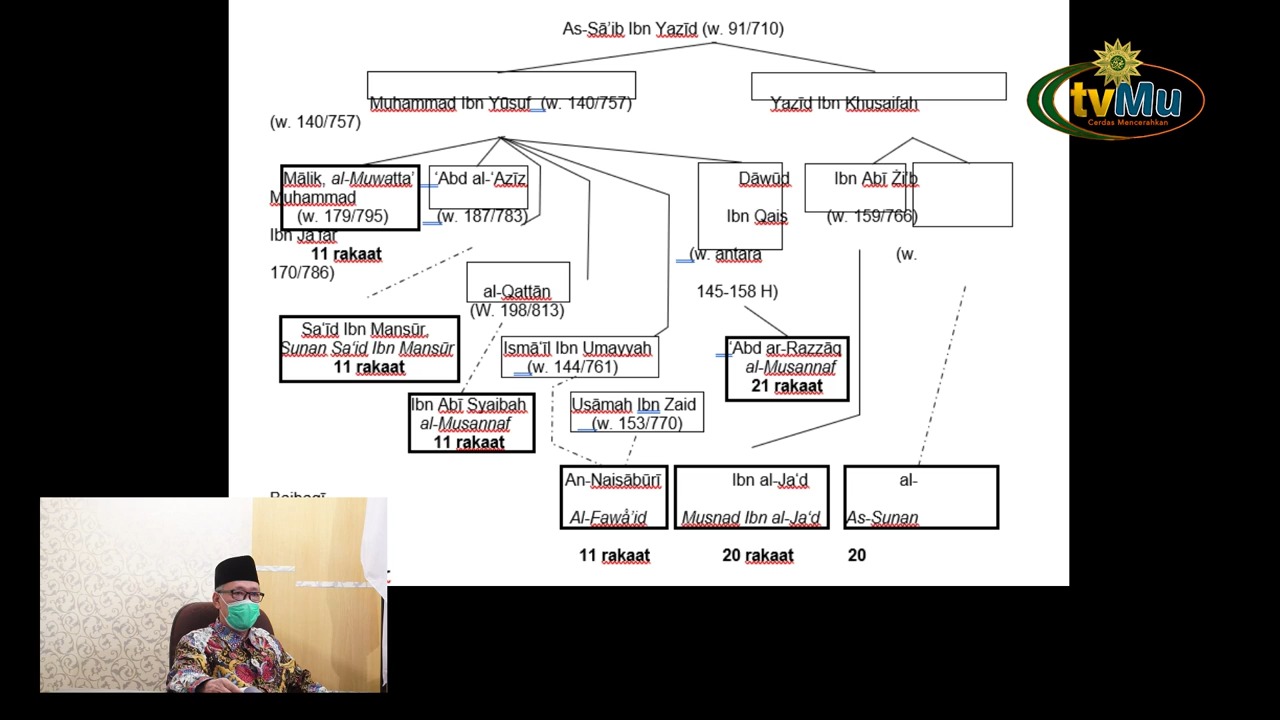 As-Sā’ib Ibn Yazīd (w. 91/710)
Muhammad Ibn Yūsuf (w. 140/757)
Yazīd Ibn Khusaifah
(w. 140/757)
Mālik, al-Muwatta’
‘Abd al-‘Azīz
Dāwūd
Ibn Abī Żi’b
Muhammad
(w. 179/795)
(w. 187/783)
Ibn Qais
(w. 159/766)
Ibn Ja‘far
11 rakaat
(w. antara
(w.
170/786)
al-Qattān
145-158 H)
(W. 198/813)
Sa‘īd Ibn Mansūr,
Sunan Sa‘id Ibn Mansūr
11 rakaat
Ismā‘īl Ibn Umayyah
(w. 144/761)
‘Abd ar-Razzāq
al-Musannaf
21 rakaat
Ibn Abī Syaibah
al-Musannaf
11 rakaat
Usāmah Ibn Zaid
(w. 153/770)
An-Naisābūrī
Ibn al-Ja‘d
al-
Baihaqī
Al-Fawā’id
Musnad Ibn al-Ja‘d
As-Sunan
11 rakaat
20 rakaat
20
tvMu
Cerdas Mencerahkan